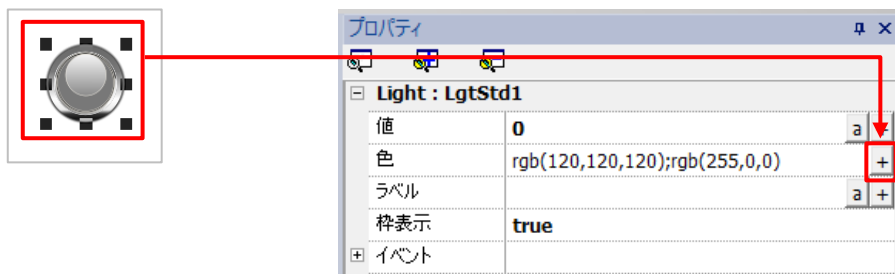 プロパティ
Light : LgtStd1
値 0 a +
色 rgb(120,120,120);rgb(255,0,0) +
ラベル a +
枠表示 true
イベント